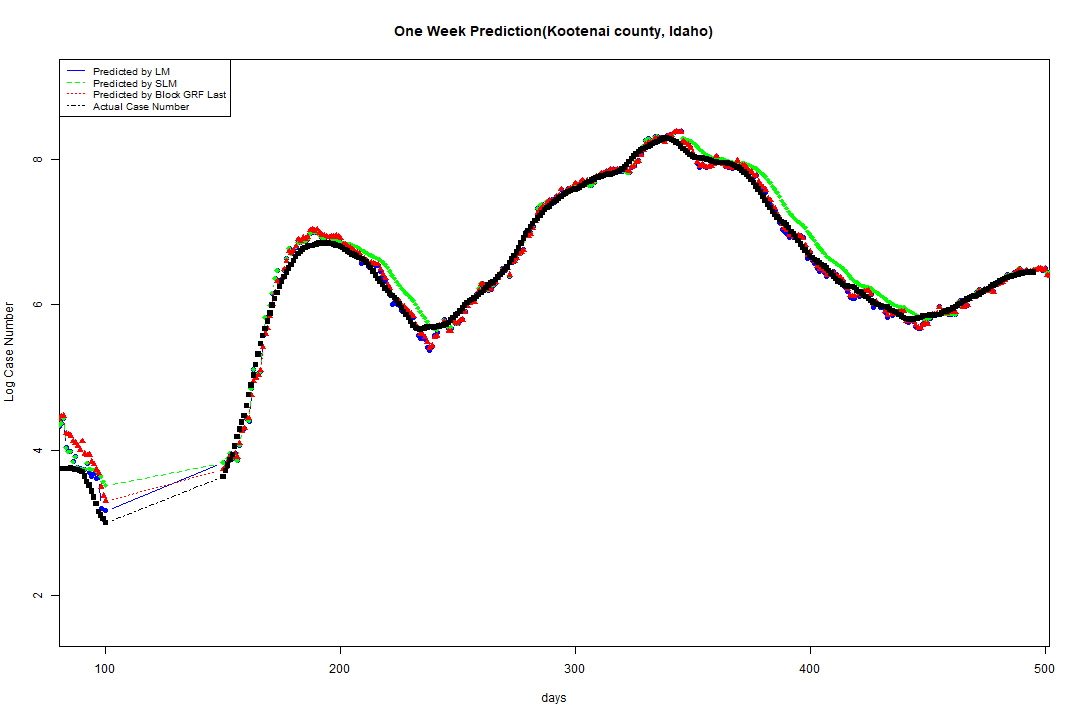 One Week Prediction(Kootenai county, Idaho)
Predicted by LM
Predicted by SLM
Predicted by Block GRF Last
Actual Case Number
8
6
4
2
Log Case Number
100 200 300 400 500
days